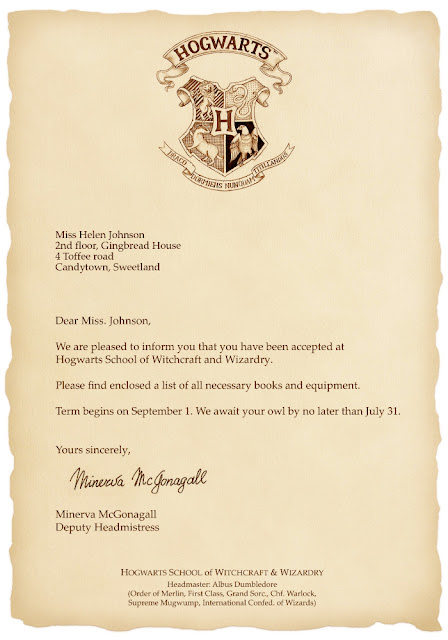 HOGWARTS
H
DRACO DORMIENS NUNQUAM TITILLANDUS
Miss Helen Johnson
2nd floor, Gingbread House
4 Toffee road
Candytown, Sweetland
Dear Miss. Johnson,
We are pleased to inform you that you have been accepted at
Hogwarts School of Witchcraft and Wizardry.
Please find enclosed a list of all necessary books and equipment.
Term begins on September 1. We await your owl by no later than July 31.
Yours sincerely,
Minerva McGonagall
Minerva McGonagall
Deputy Headmistress
HOGWARTS SCHOOL OF WITCHCRAFT & WIZARDRY
Headmaster: Albus Dumbledore
(Order of Merlin, First Class, Grand Sorc., Chf. Warlock,
Supreme Mugwump, International Confed. of Wizards)